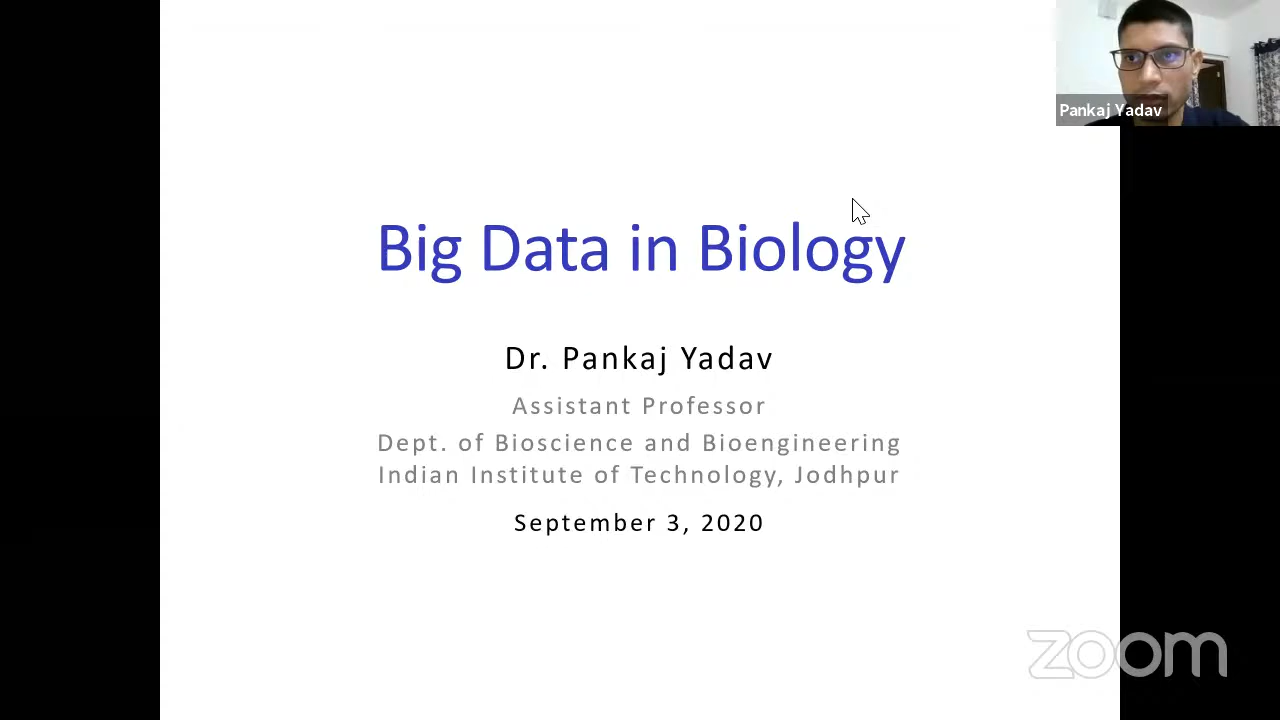 Pankaj Yadav
Big Data in Biology
Dr. Pankaj Yadav
Assistant Professor
Dept. of Bioscience and Bioengineering
Indian Institute of Technology, Jodhpur
September 3, 2020
zoom